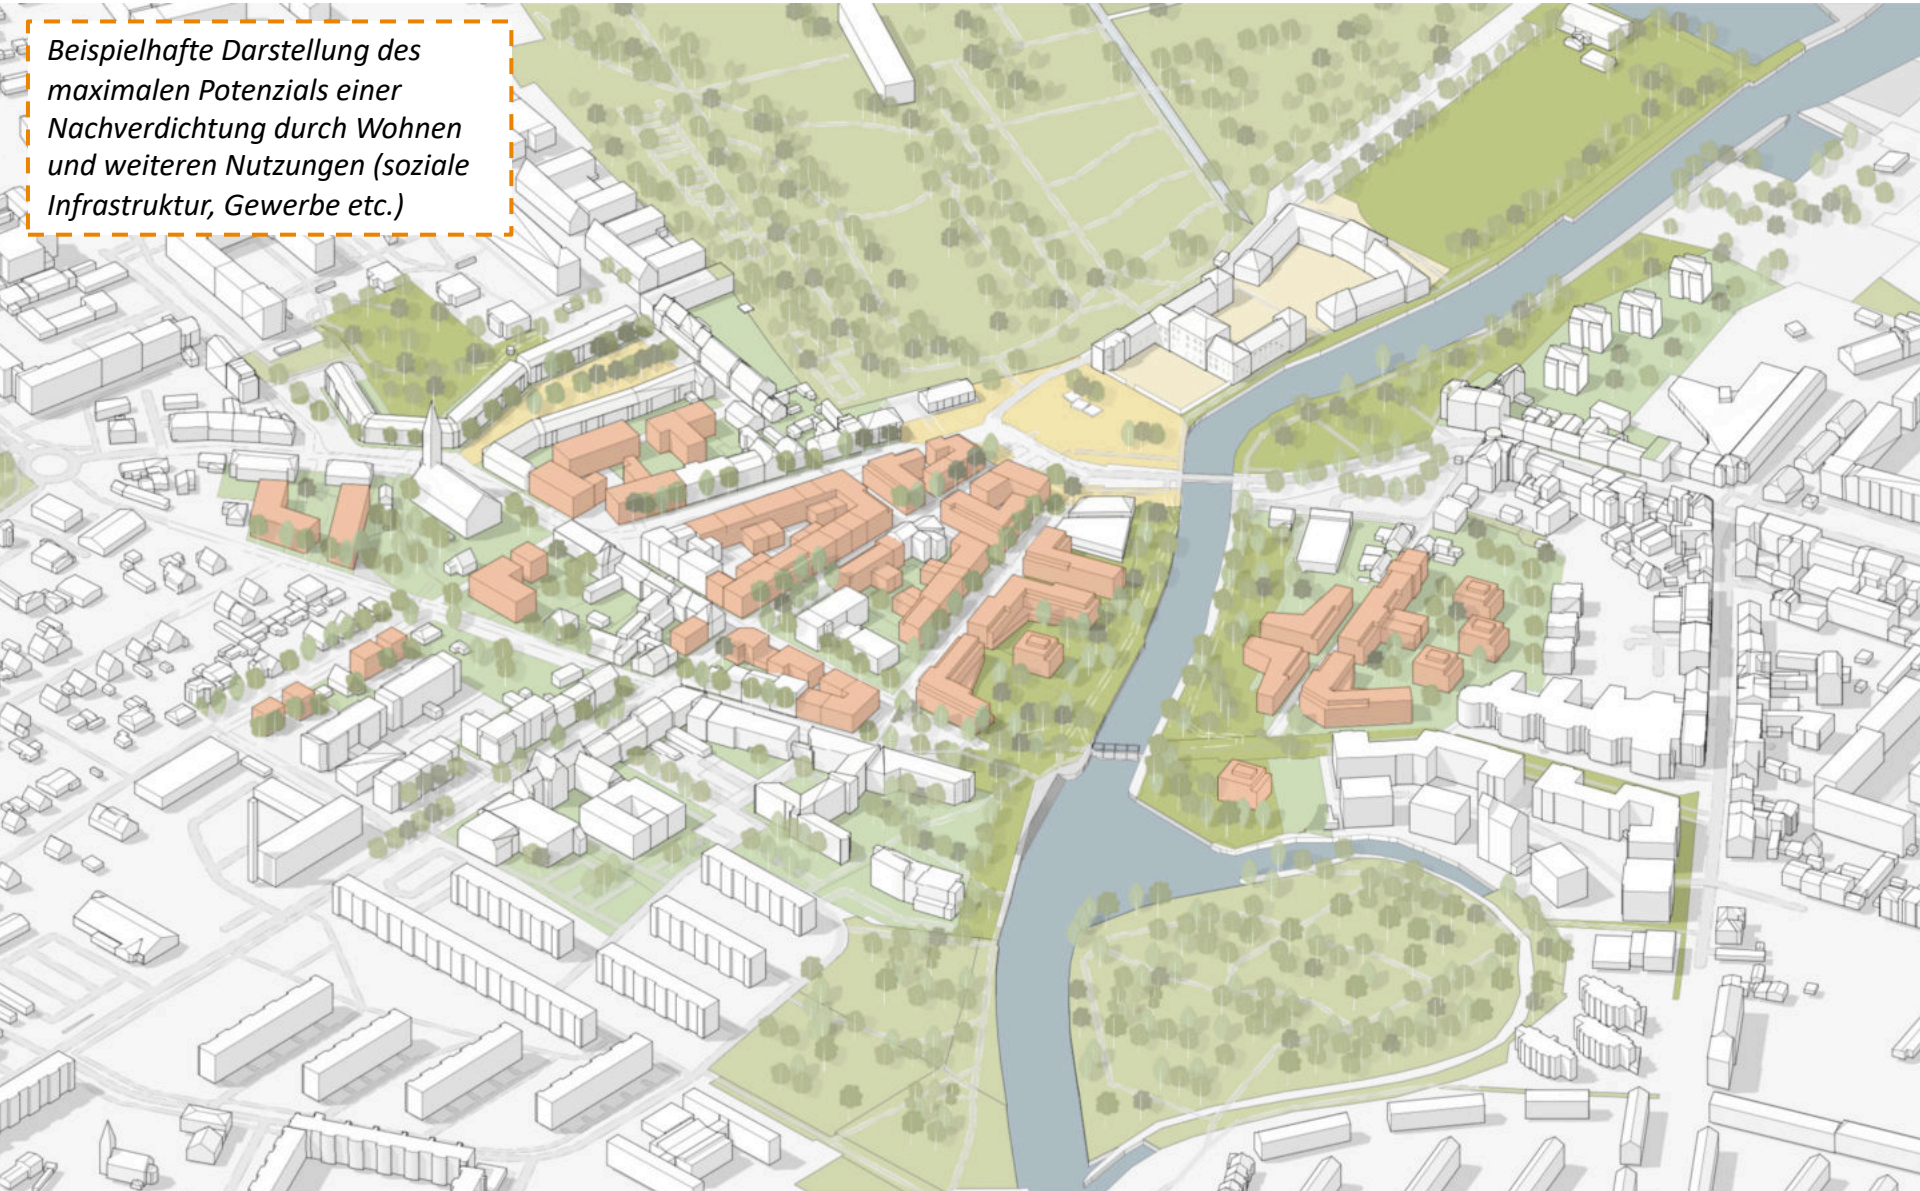 Beispielhafte Darstellung des
maximalen Potenzials einer
Nachverdichtung durch Wohnen
und weiteren Nutzungen (soziale
Infrastruktur, Gewerbe etc.)